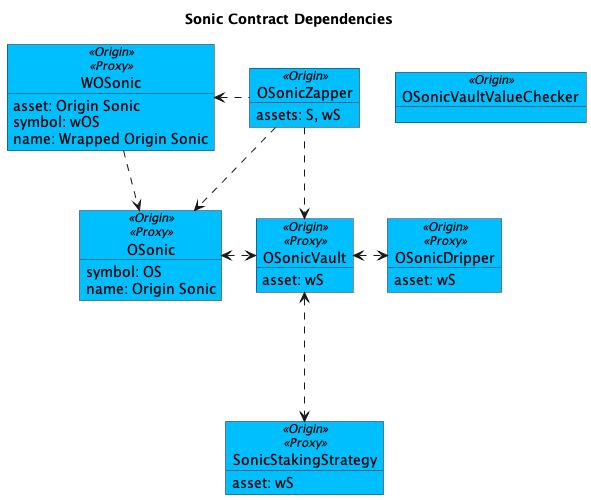 Sonic Contract Dependencies
«Origin»
«Proxy»
WOSonic
asset: Origin Sonic
symbol: wOS
name: Wrapped Origin Sonic
«Origin»
OSonicZapper
assets: S, wS
«Origin»
OSonicVaultValueChecker
«Origin»
«Proxy»
OSonic
symbol: OS
name: Origin Sonic
«Origin»
«Proxy»
OSonicVault
asset: wS
«Origin»
«Proxy»
OSonicDripper
asset: wS
«Origin»
«Proxy»
SonicStakingStrategy
asset: wS